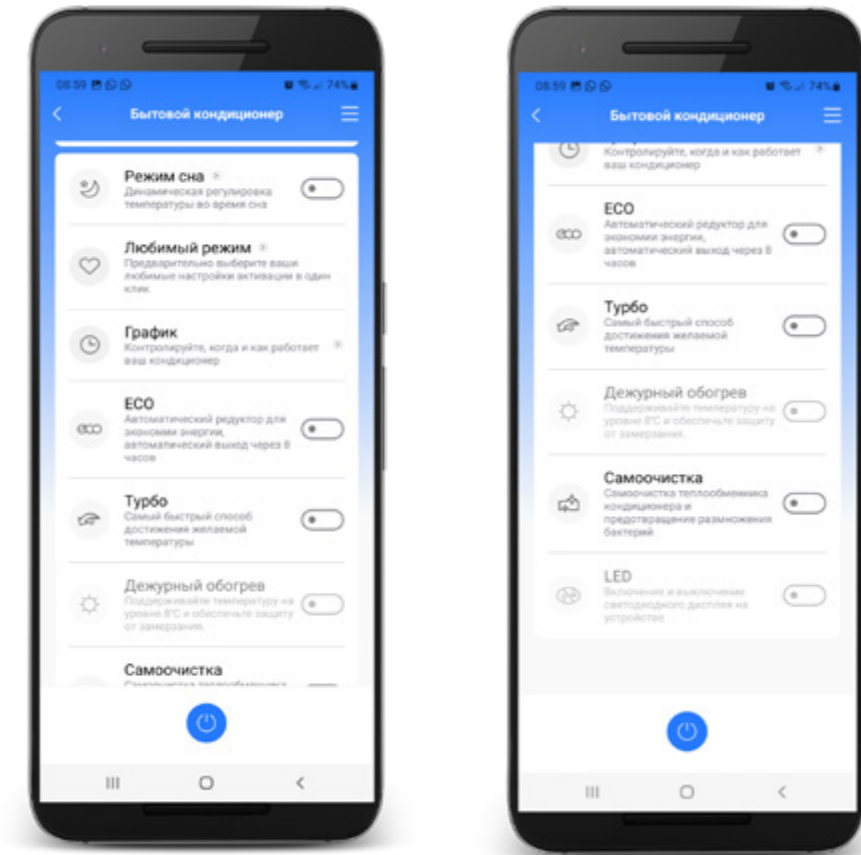 08:59
74%
Бытовой кондиционер
Режим сна
Динамическая регулировка
температуры во время сна
Любимый режим
Предварительно выберите ваши
любимые настройки активации в один
клик
График
Контролируйте, когда и как работает
ваш кондиционер
ECO
Автоматический редуктор для
экономии энергии,
автоматический выход через 8
часов
Турбо
Самый быстрый способ
достижения желаемой
температуры
Дежурный обогрев
Поддерживайте температуру на
уровне 8°C и обеспечьте защиту
от замерзания.
Самоочистка
Самоочистка теплообменника
08:59
74%
Бытовой кондиционер
Контролируйте, когда и как работает
ваш кондиционер
eco
ECO
Автоматический редуктор для
экономии энергии,
автоматический выход через 8
часов
Турбо
Самый быстрый способ
достижения желаемой
температуры
Дежурный обогрев
Поддерживайте температуру на
уровне 8°C и обеспечьте защиту
от замерзания.
Самоочистка
Самоочистка теплообменника
кондиционера и
предотвращение размножения
бактерий
LED
Включение и выключение
светодиодного дисплея на
устройстве